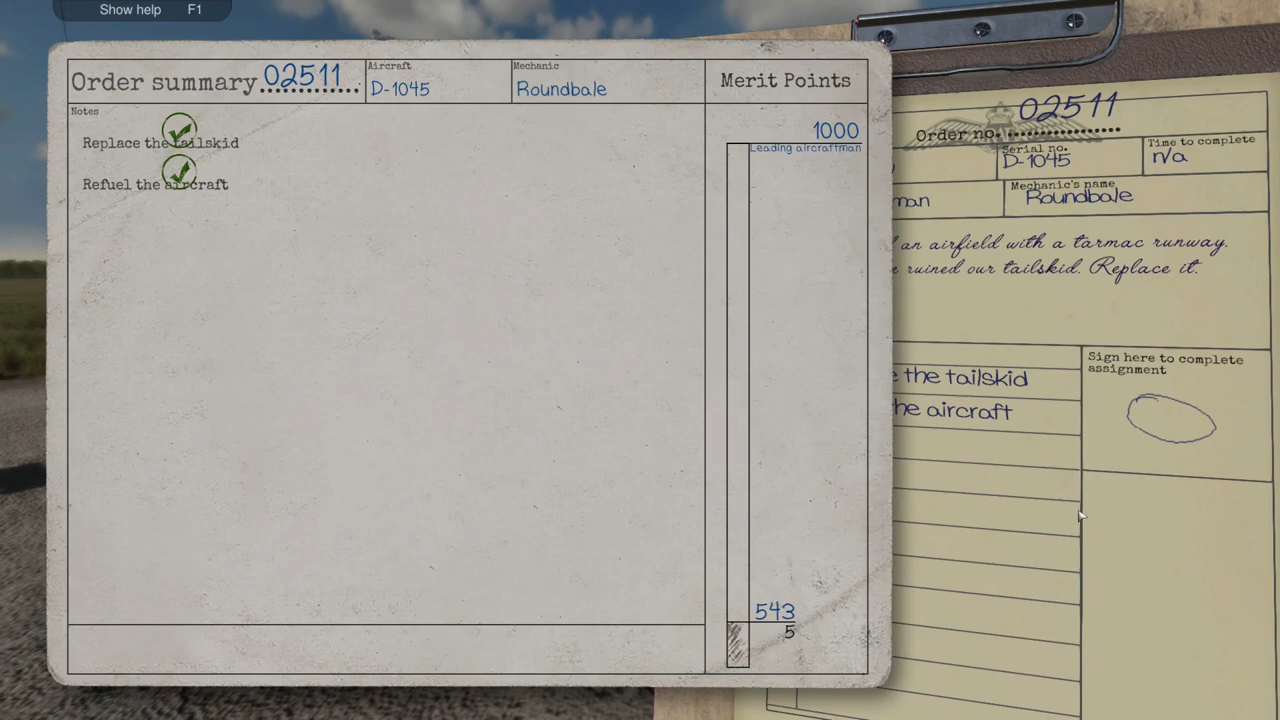 Show help F1
Order summary 02511
Aircraft
D-1045
Mechanic
Roundbale
Merit Points
Notes
Replace the tailskid
Refuel the aircraft
1000
Leading aircraftman
543
5
Order no. 02511
Serial no.
D-1045
Time to complete
n/a
man
Mechanic's name
Roundbale
an airfield with a tarmac runway.
ruined our tailskid. Replace it.
the tailskid
the aircraft
Sign here to complete
assignment